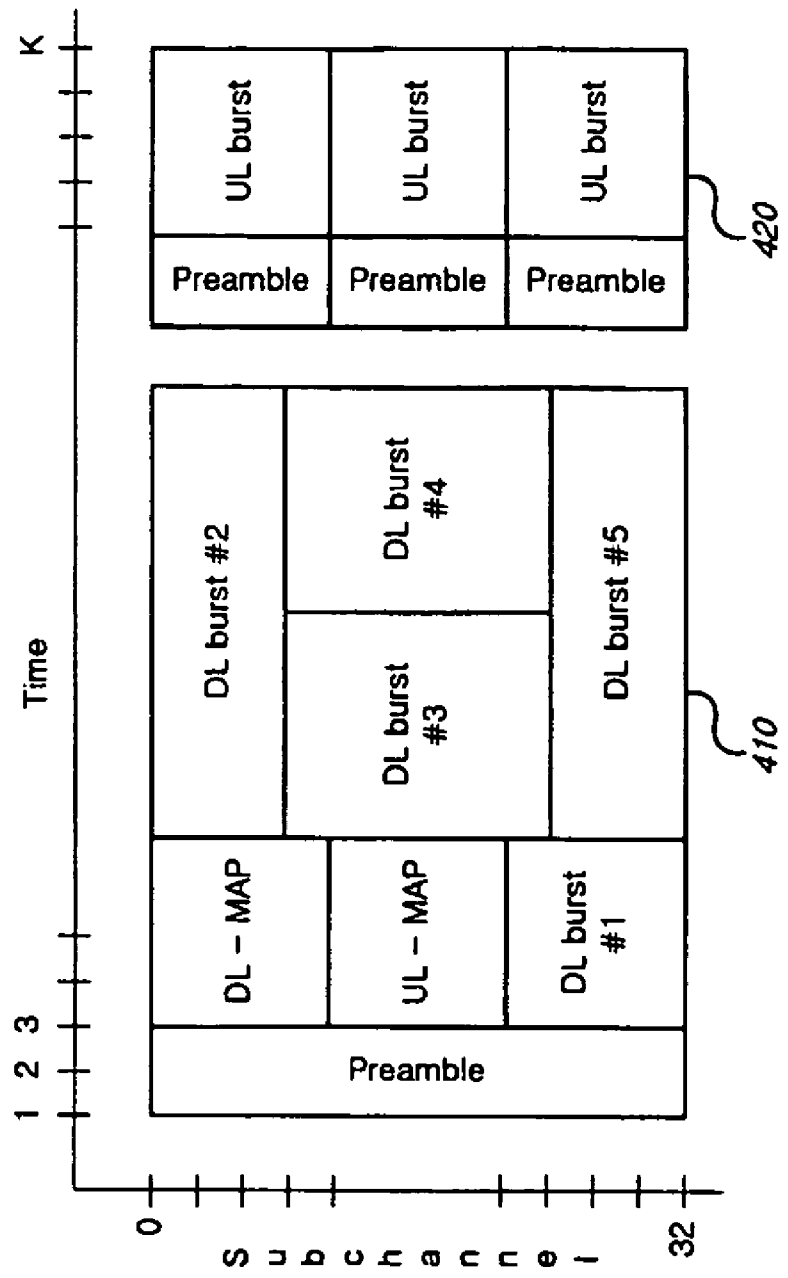 Time
1 2 3 K
0
Subchannel
32
Preamble
DL – MAP
UL – MAP
DL burst
#1
DL burst #2
DL burst
#3
DL burst
#4
DL burst #5
410
Preamble
Preamble
Preamble
UL burst
UL burst
UL burst
420